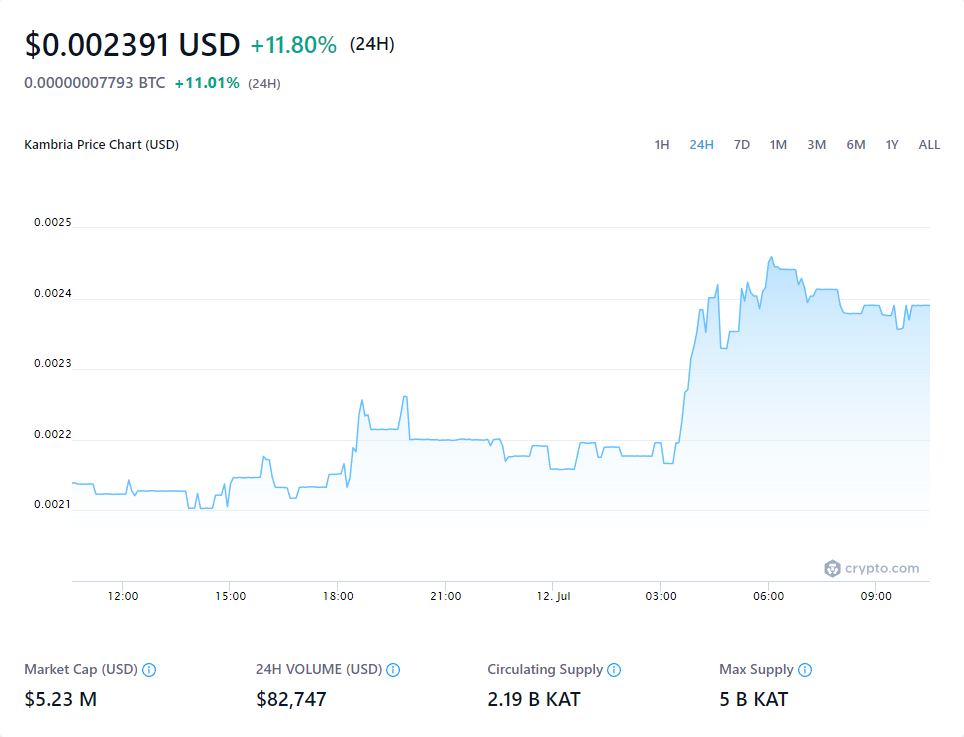 $0.002391 USD +11.80% (24H)
0.00000007793 BTC +11.01% (24H)
Kambria Price Chart (USD) 1H 24H 7D 1M 3M 6M 1Y ALL
0.0025
0.0024
0.0023
0.0022
0.0021
crypto.com
12:00 15:00 18:00 21:00 12. Jul 03:00 06:00 09:00
Market Cap (USD) 24H VOLUME (USD) Circulating Supply Max Supply
$5.23 M $82,747 2.19 B KAT 5 B KAT